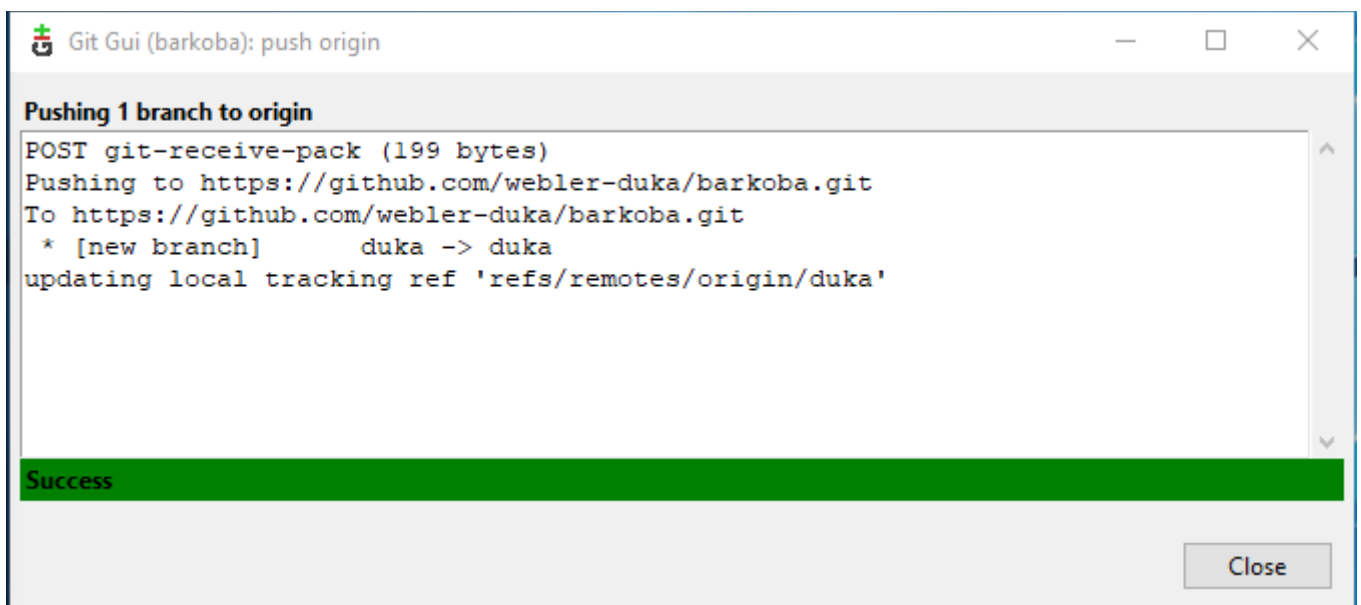 Git Gui (barkoba): push origin
Pushing 1 branch to origin
POST git-receive-pack (199 bytes)
Pushing to https://github.com/webler-duka/barkoba.git
To https://github.com/webler-duka/barkoba.git
 * [new branch]      duka -> duka
updating local tracking ref 'refs/remotes/origin/duka'
Success
Close